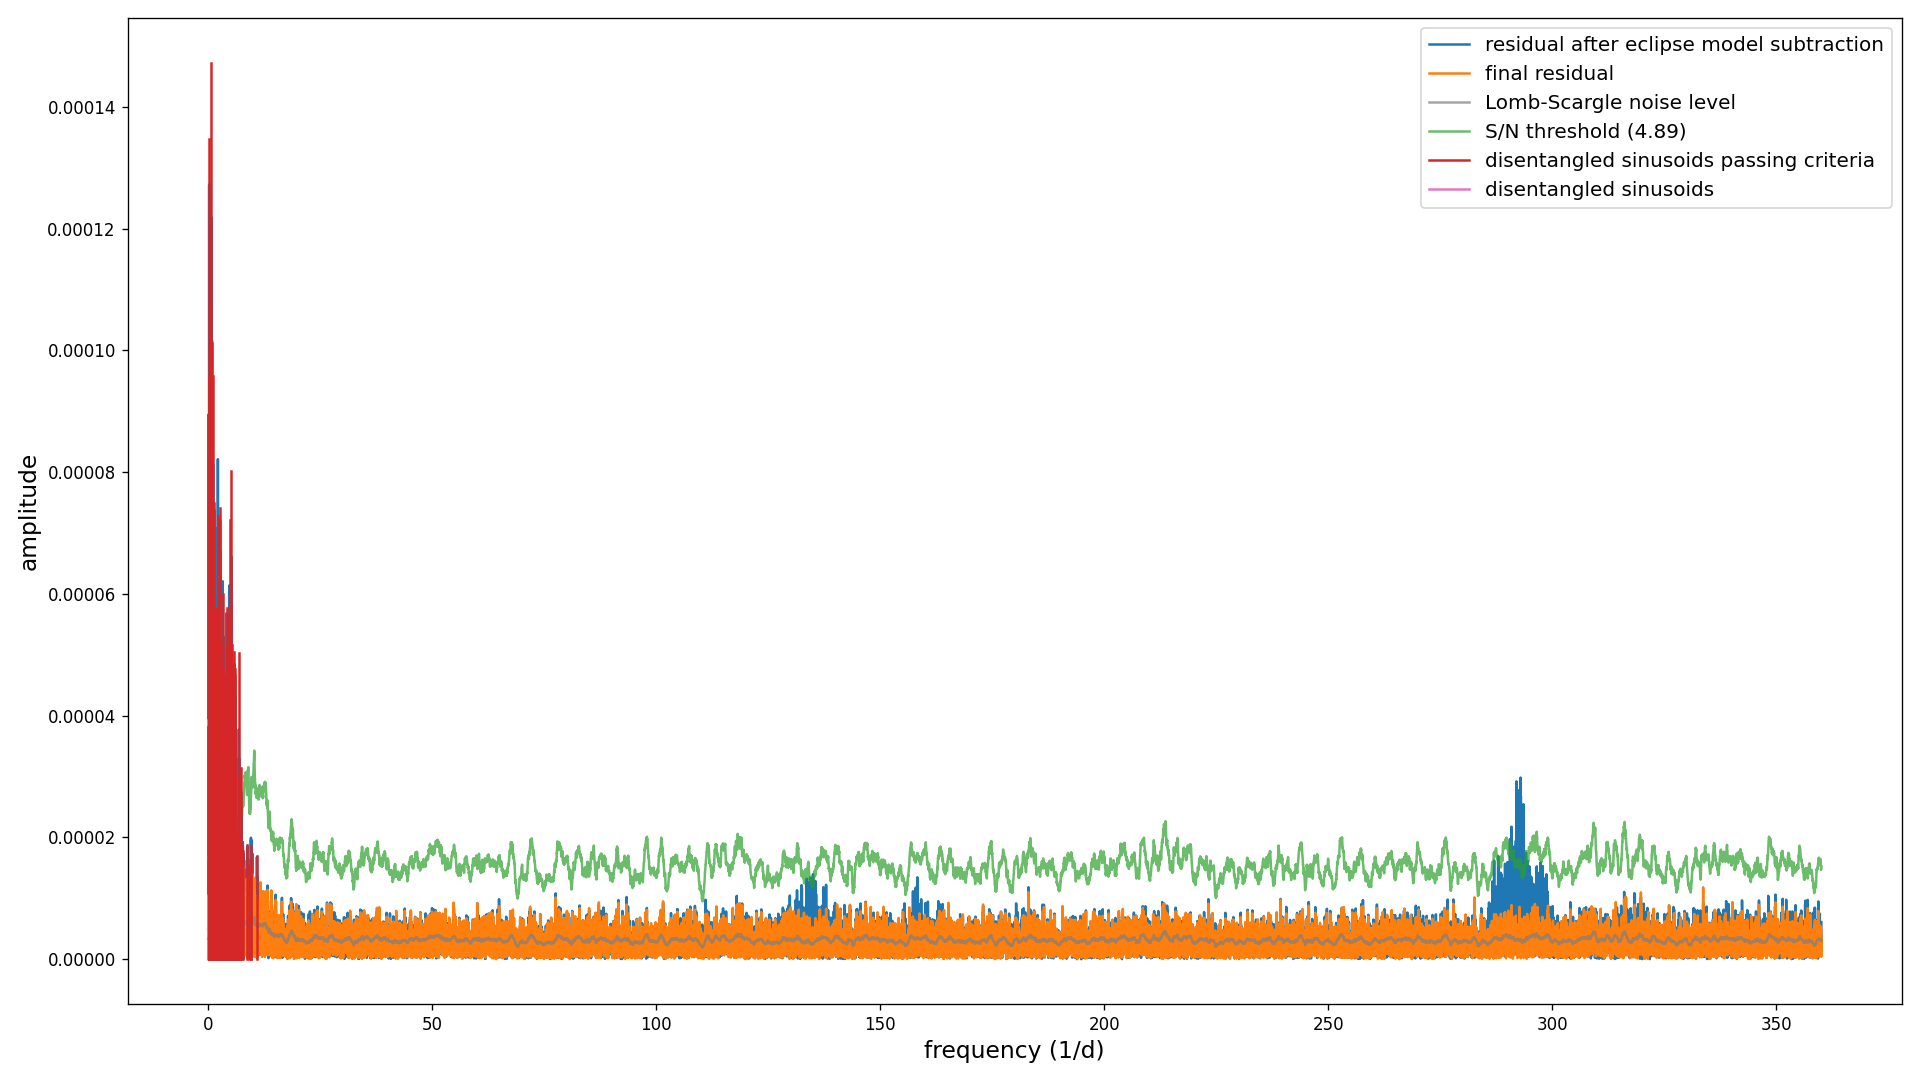 residual after eclipse model subtraction
final residual
Lomb-Scargle noise level
S/N threshold (4.89)
disentangled sinusoids passing criteria
disentangled sinusoids
0.00014
0.00012
0.00010
0.00008
0.00006
0.00004
0.00002
0.00000
amplitude
0 50 100 150 200 250 300 350
frequency (1/d)